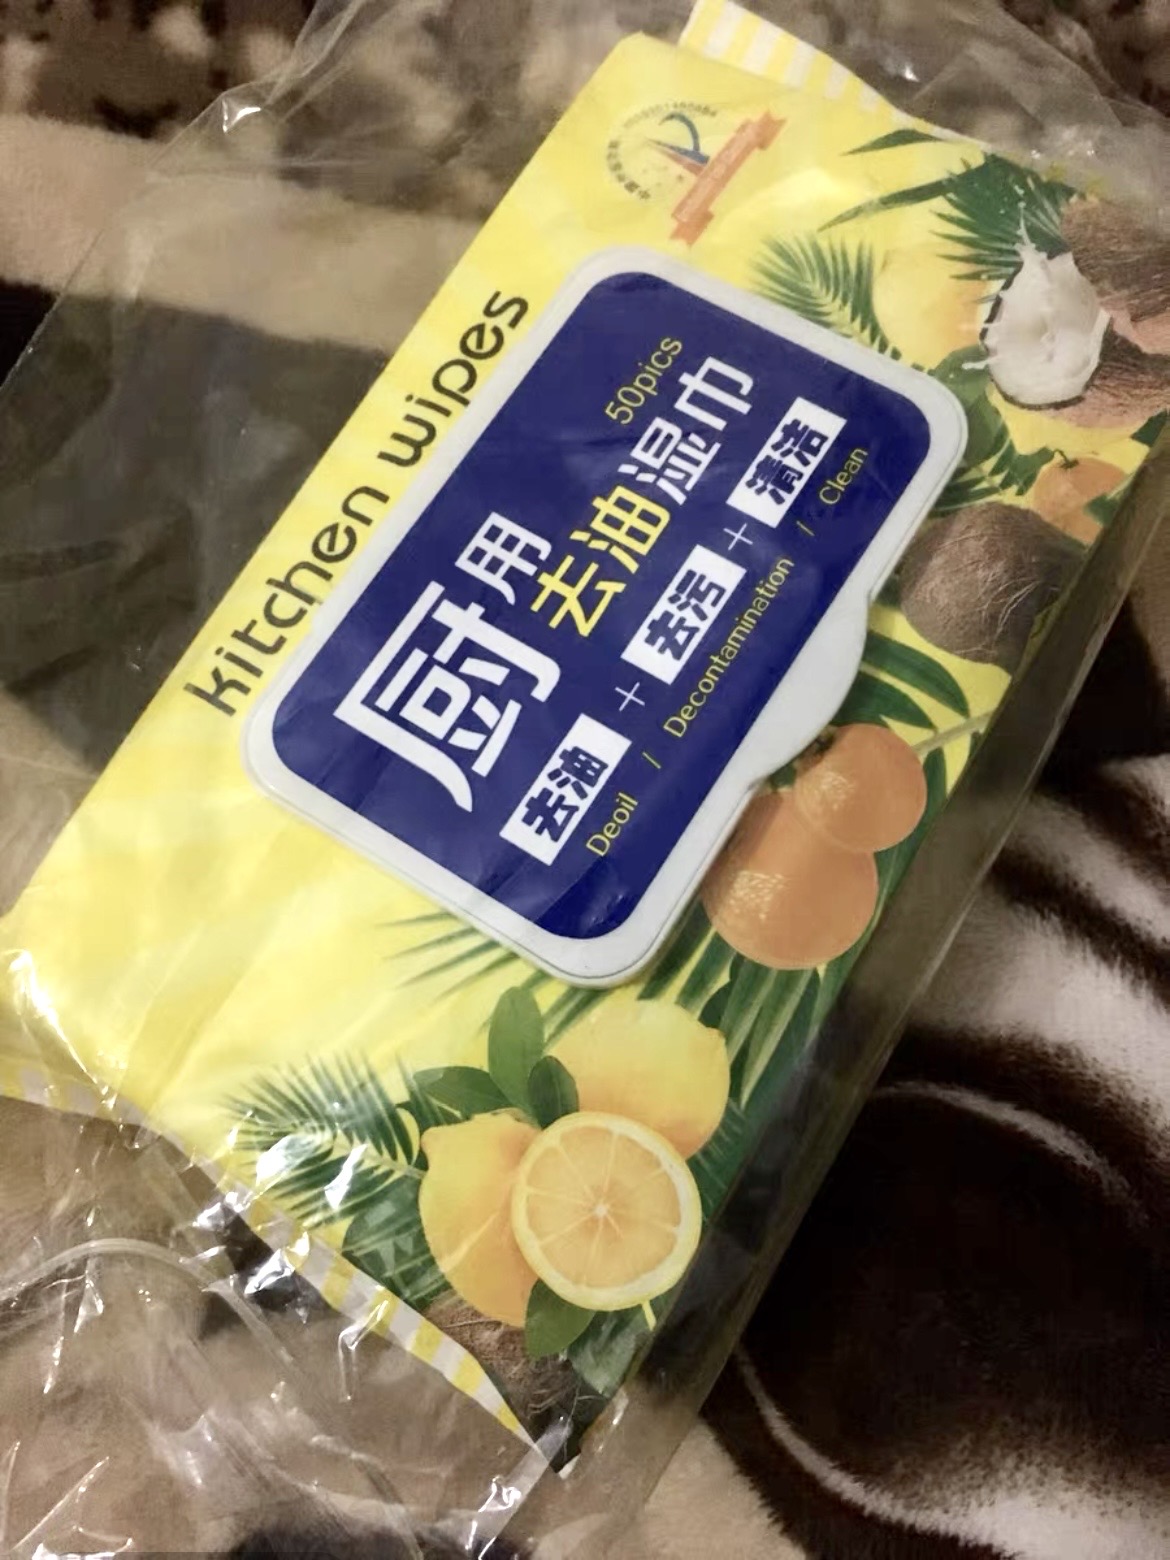 kitchen wipes
50pics
厨用去油湿巾
去油 + 去污 + 清洁
Deoil / Decontamination / Clean